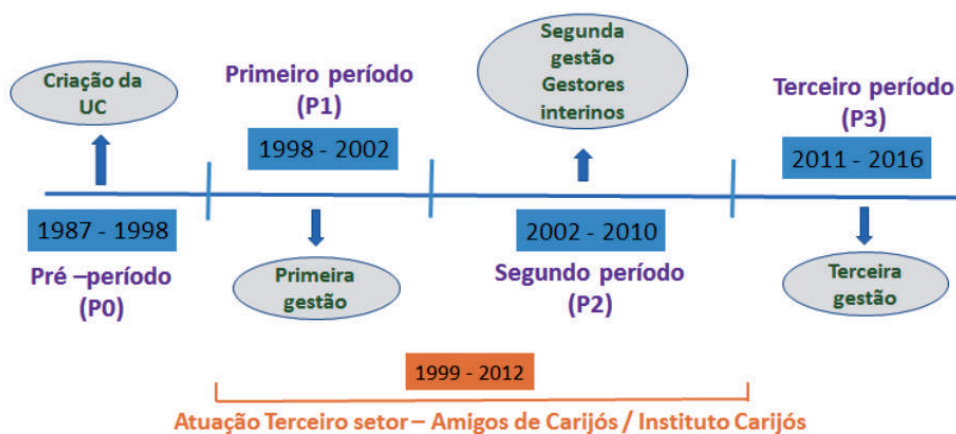 Criação da
UC
1987 - 1998
Pré –período
(P0)
Primeiro período
(P1)
1998 - 2002
Primeira
gestão
Segunda
gestão
Gestores
interinos
2002 - 2010
Segundo período
(P2)
Terceiro período
(P3)
2011 - 2016
Terceira
gestão
1999 - 2012
Atuação Terceiro setor – Amigos de Carijós / Instituto Carijós